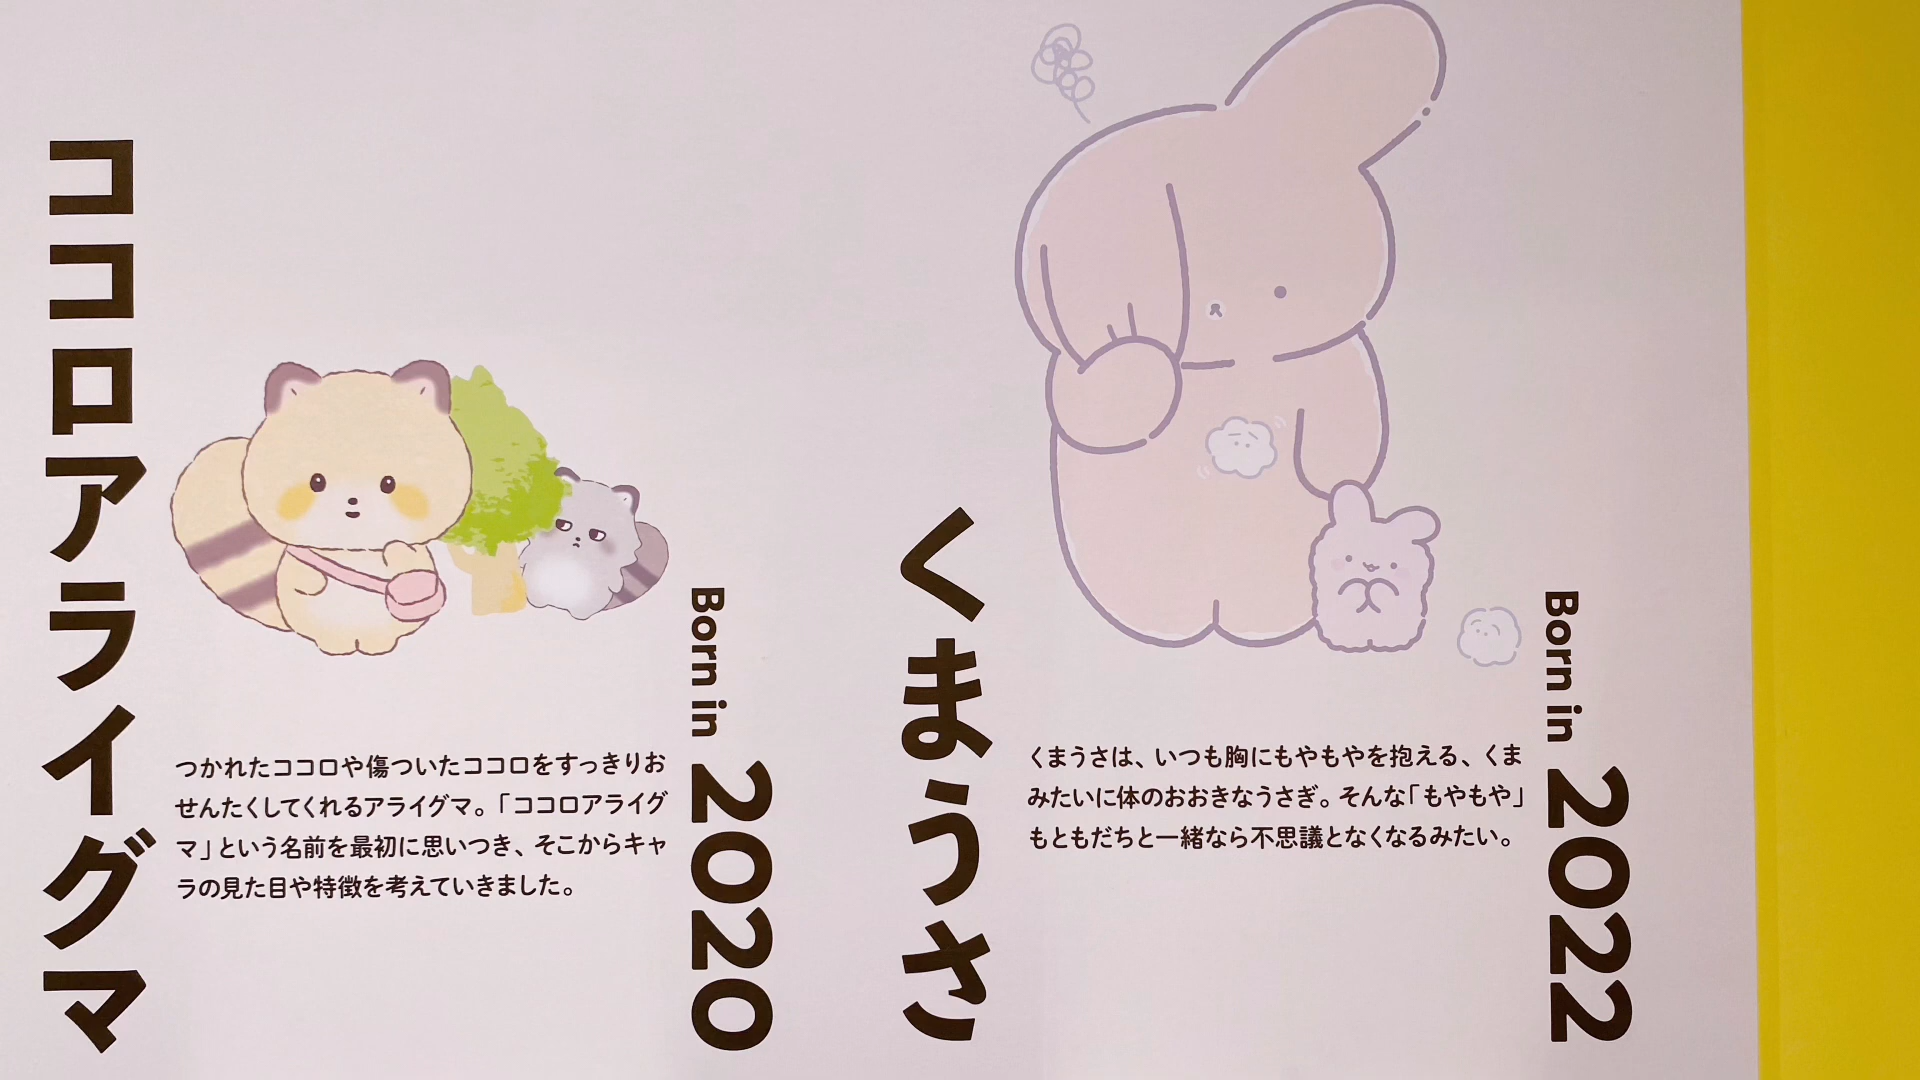 ココロアライグマ
つかれたココロや傷ついたココロをすっきりお
せんたくしてくれるアライグマ。「ココロアライグ
マ」という名前を最初に思いつき、そこからキャ
ラの見た目や特徴を考えていきました。
Born in 2020
くまうさ
くまうさは、いつも胸にもやもやを抱える、くま
みたいに体のおおきなうさぎ。そんな「もやもや」
もともだちと一緒なら不思議となくなるみたい。
Born in 2022